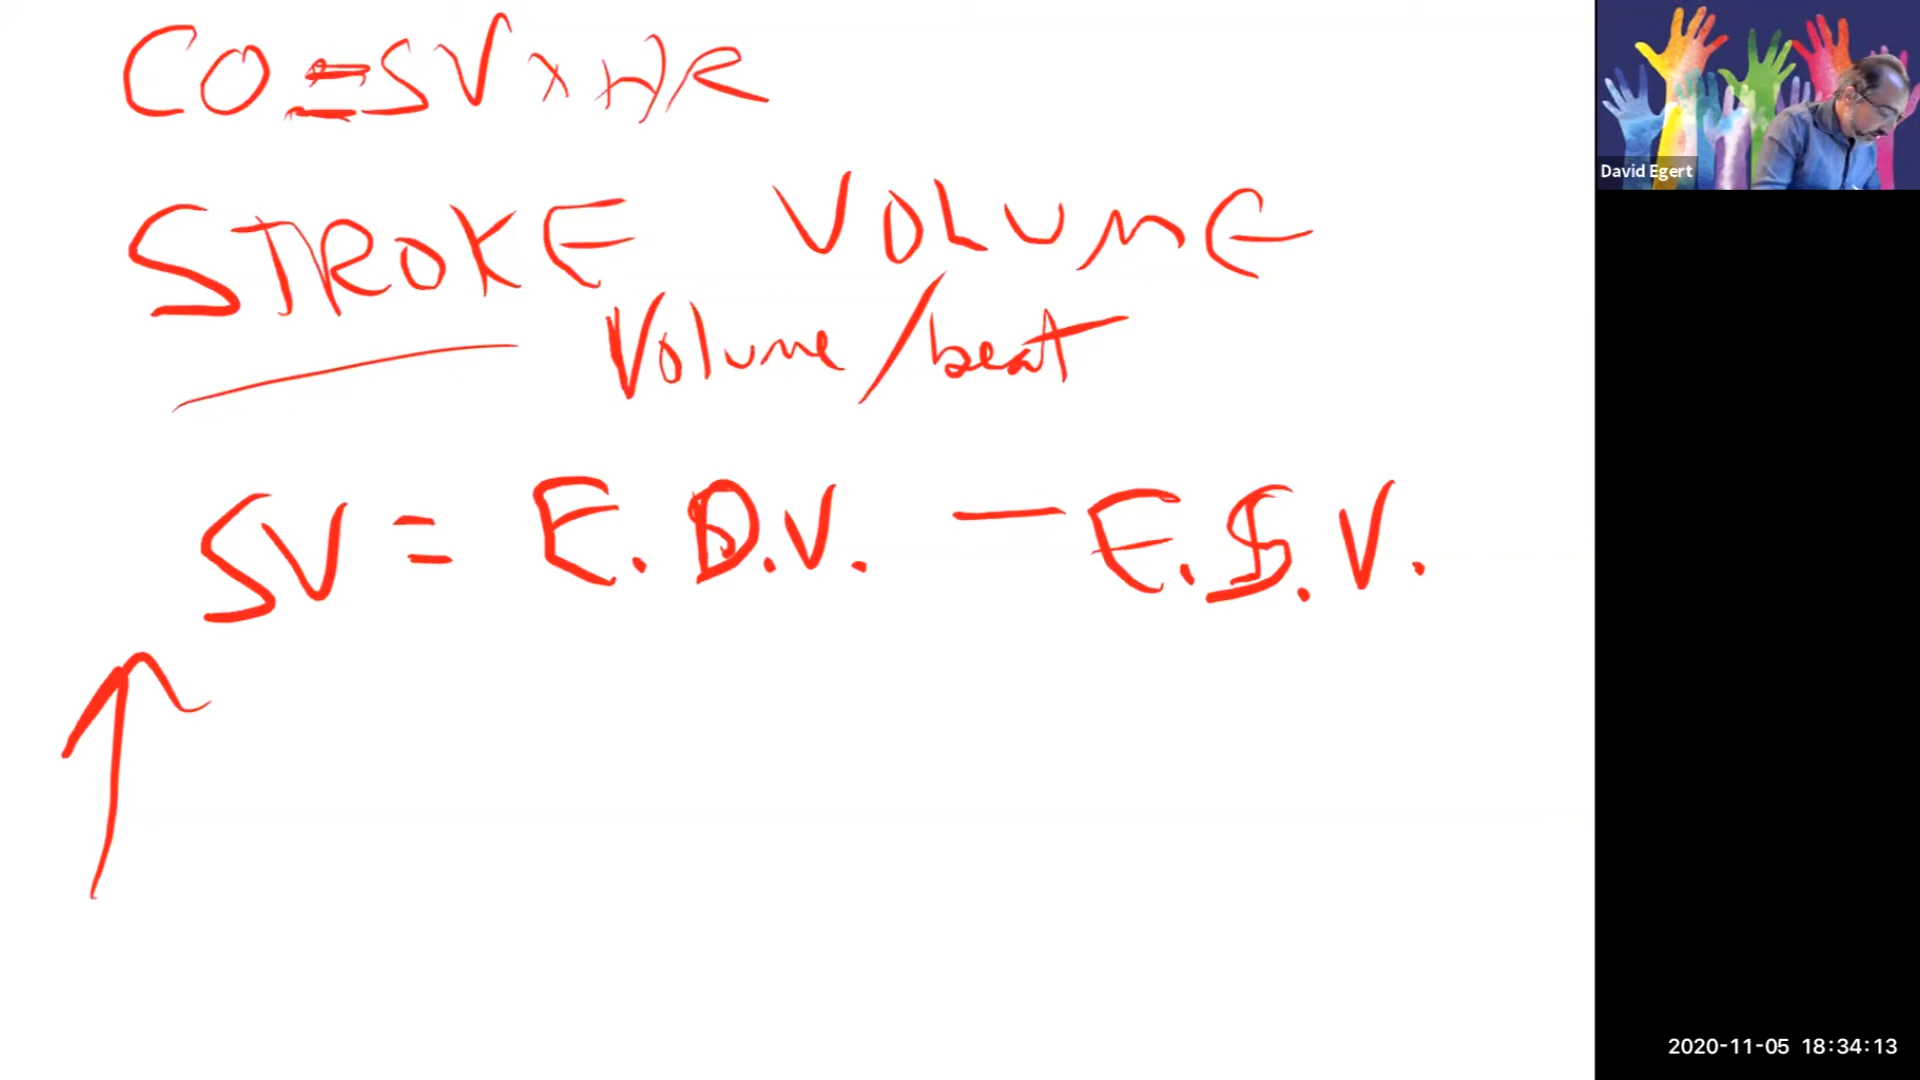 CO = SV x HR
STROKE VOLUME
Volume/beat
SV = E.D.V. - E.S.V.
David Egert
2020-11-05 18:34:13